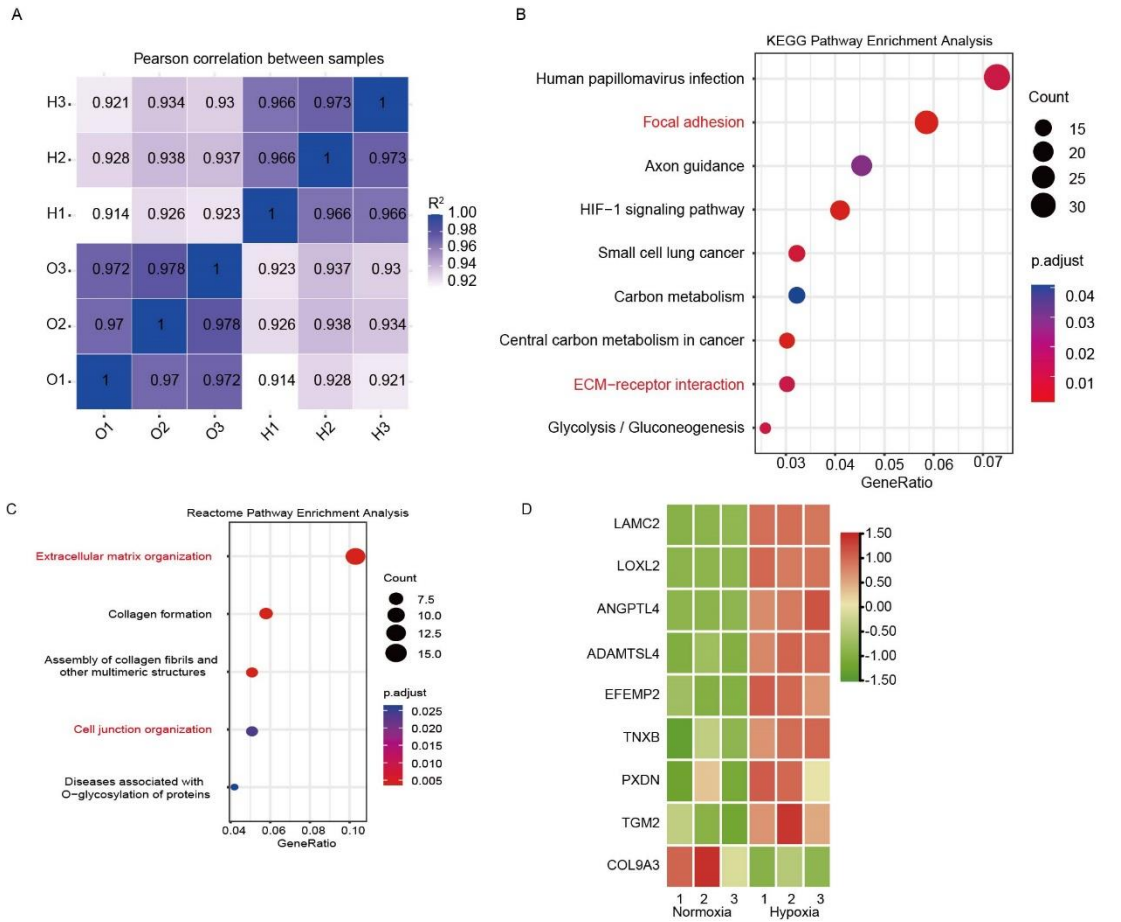 A
Pearson correlation between samples
H3 0.921 0.934 0.93 0.966 0.973 1
H2 0.928 0.938 0.937 0.966 1 0.973
H1 0.914 0.926 0.923 1 0.966 0.966
O3 0.972 0.978 1 0.923 0.937 0.93
O2 0.97 1 0.978 0.926 0.938 0.934
O1 1 0.97 0.972 0.914 0.928 0.921
O1 O2 O3 H1 H2 H3
R²
1.00
0.98
0.96
0.94
0.92
B
KEGG Pathway Enrichment Analysis
Human papillomavirus infection
Focal adhesion
Axon guidance
HIF−1 signaling pathway
Small cell lung cancer
Carbon metabolism
Central carbon metabolism in cancer
ECM−receptor interaction
Glycolysis / Gluconeogenesis
0.03 0.04 0.05 0.06 0.07
GeneRatio
Count
15
20
25
30
p.adjust
0.04
0.03
0.02
0.01
C
Reactome Pathway Enrichment Analysis
Extracellular matrix organization
Collagen formation
Assembly of collagen fibrils and
other multimeric structures
Cell junction organization
Diseases associated with
O−glycosylation of proteins
0.04 0.06 0.08 0.10
GeneRatio
Count
7.5
10.0
12.5
15.0
p.adjust
0.025
0.020
0.015
0.010
0.005
D
LAMC2
LOXL2
ANGPTL4
ADAMTSL4
EFEMP2
TNXB
PXDN
TGM2
COL9A3
1 2 3 1 2 3
Normoxia Hypoxia
1.50
1.00
0.50
0.00
-0.50
-1.00
-1.50